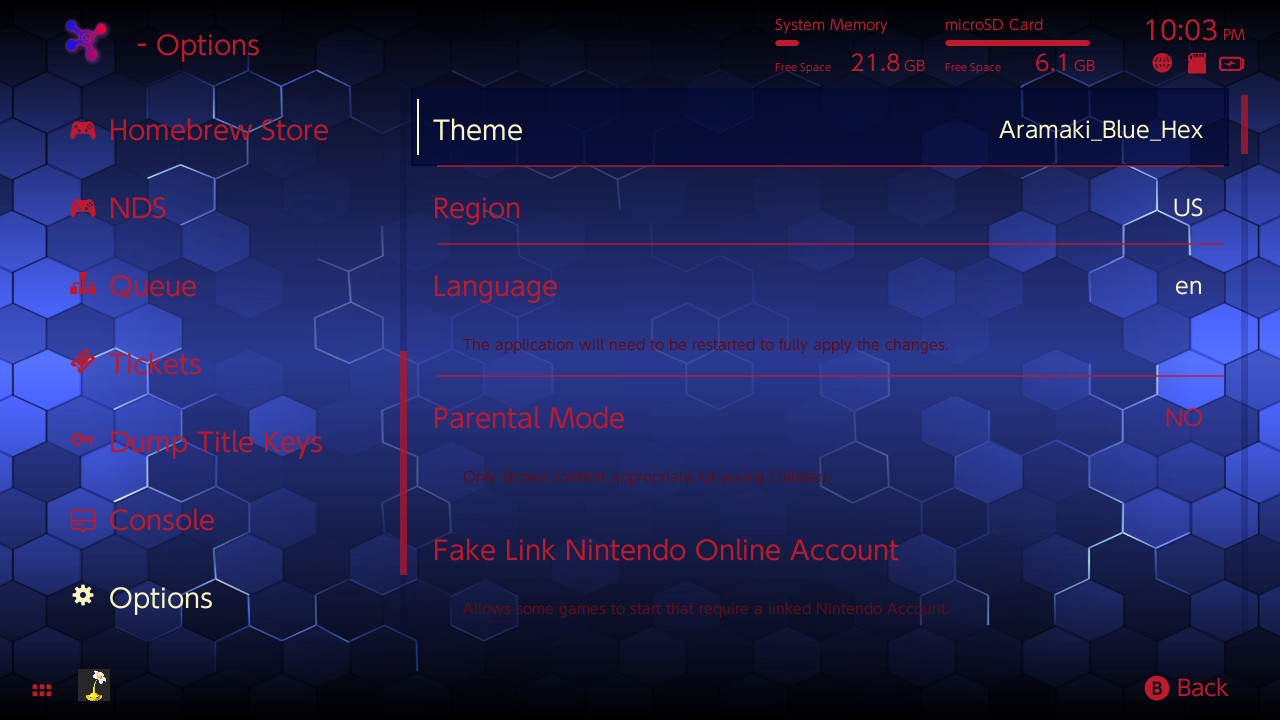 - Options
System Memory
Free Space 21.8 GB
microSD Card
Free Space 6.1 GB
10:03 PM
Homebrew Store
NDS
Queue
Tickets
Dump Title Keys
Console
Options
Theme Aramaki_Blue_Hex
Region US
Language en
The application will need to be restarted to fully apply the changes.
Parental Mode NO
Only shows content appropriate for young children.
Fake Link Nintendo Online Account
Allows some games to start that require a linked Nintendo Account.
B Back